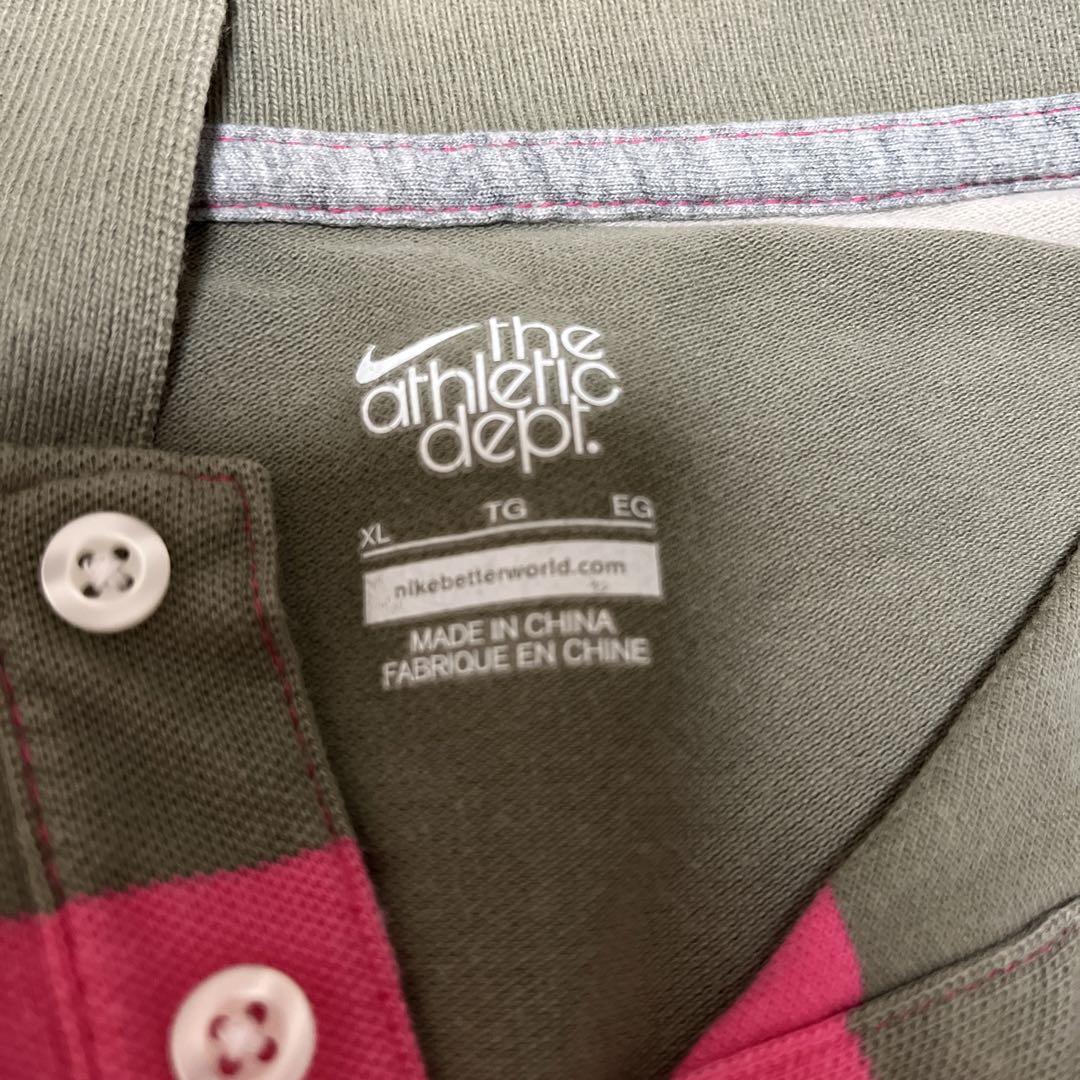 the
athletic
dept.
XL TG EG
nikebetterworld.com
MADE IN CHINA
FABRIQUE EN CHINE